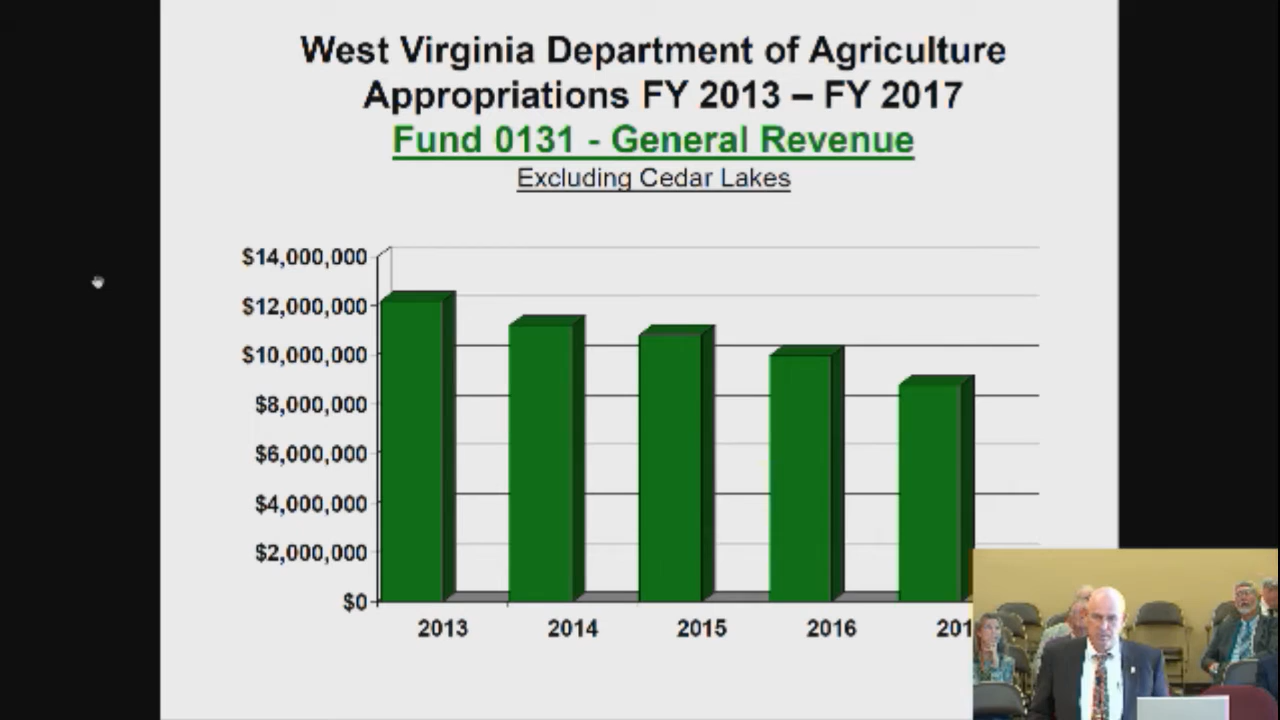 West Virginia Department of Agriculture
Appropriations FY 2013 – FY 2017
Fund 0131 - General Revenue
Excluding Cedar Lakes
$14,000,000
$12,000,000
$10,000,000
$8,000,000
$6,000,000
$4,000,000
$2,000,000
$0
2013 2014 2015 2016 201